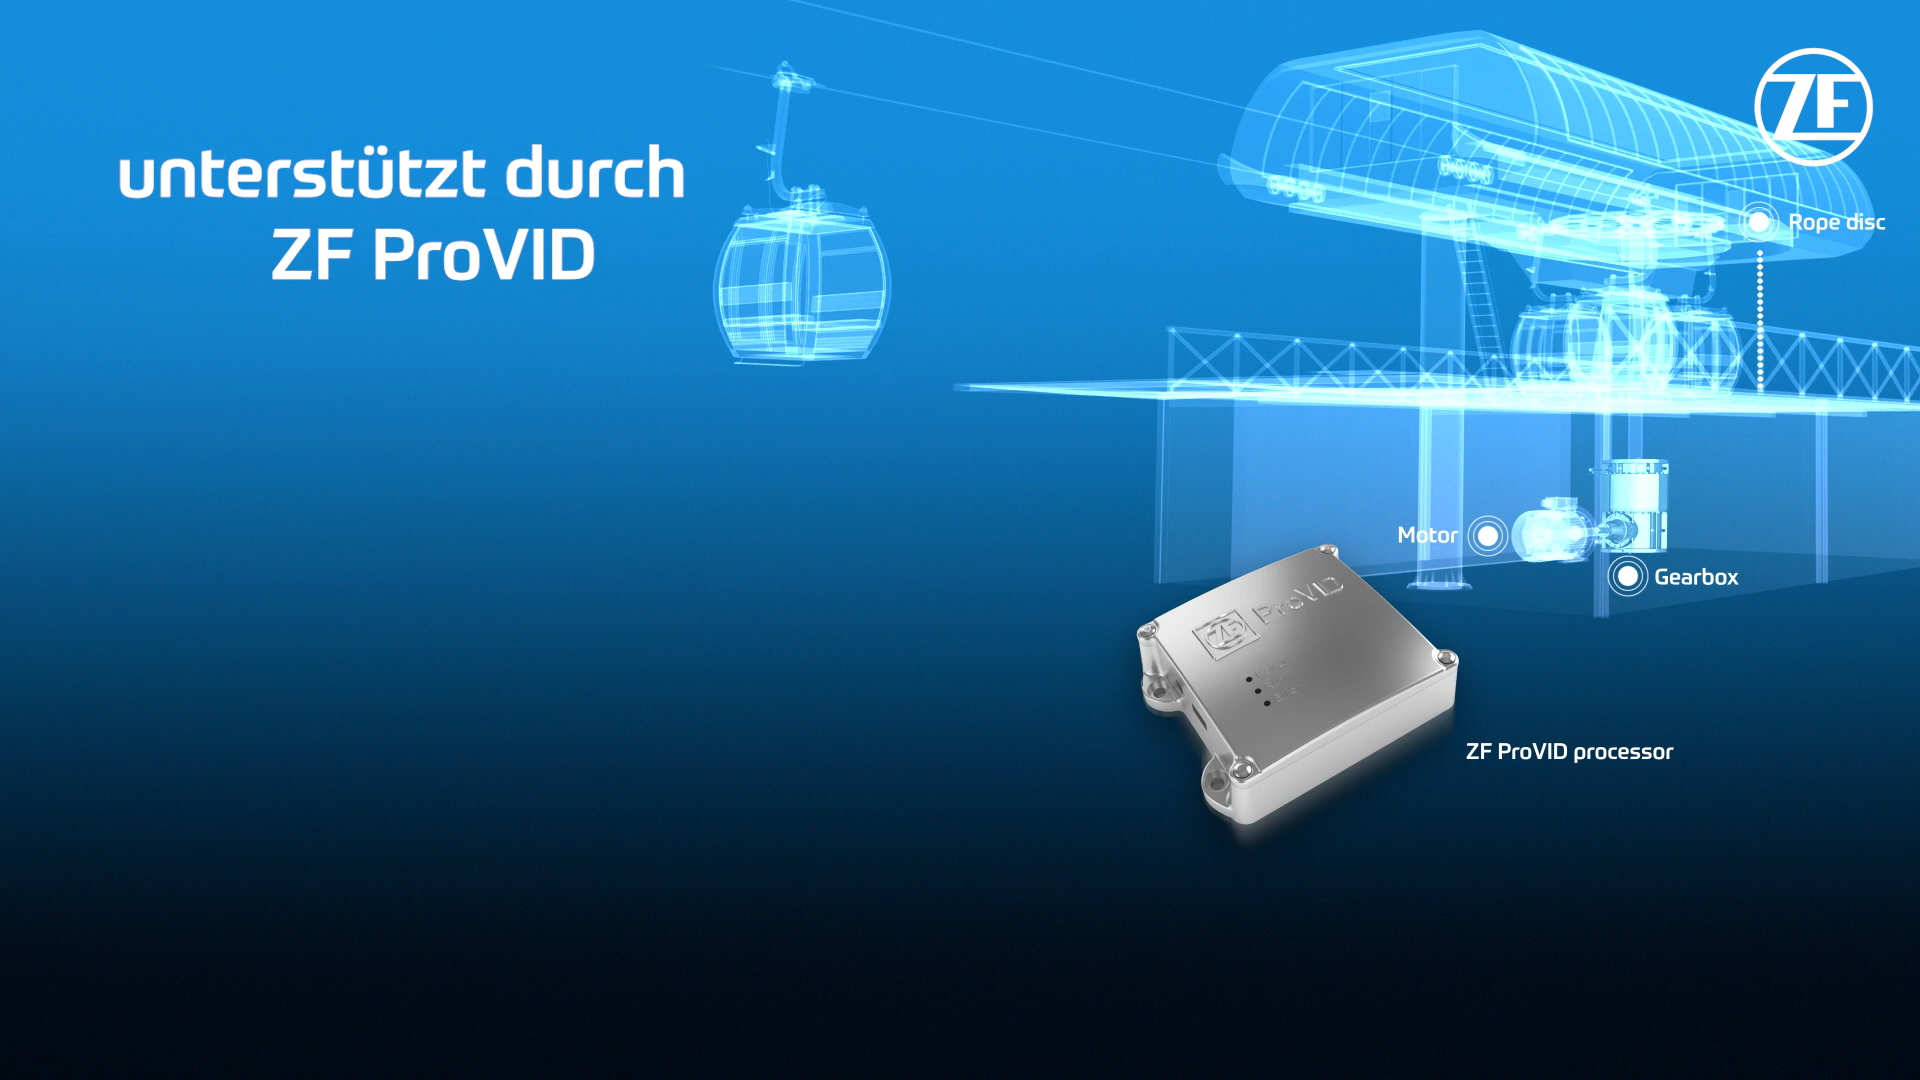 unterstützt durch
ZF ProVID
ZF
Rope disc
Motor
Gearbox
ZF ProVID
ZF ProVID processor